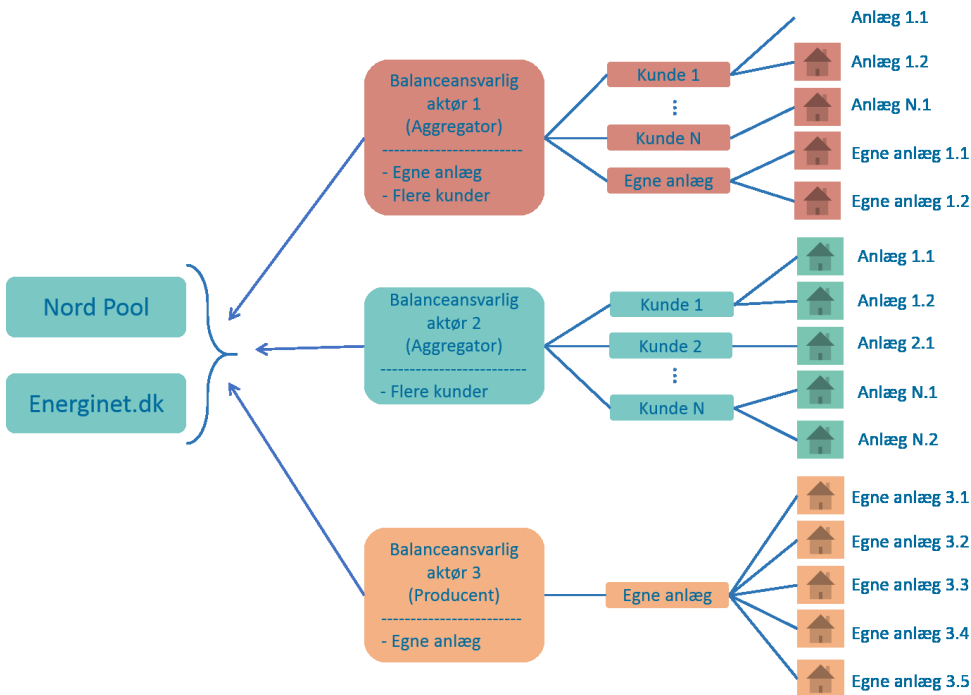 Nord Pool
Energinet.dk
Balanceansvarlig
aktør 1
(Aggregator)
-----------------------
- Egne anlæg
- Flere kunder
Kunde 1
...
Kunde N
Egne anlæg
Anlæg 1.1
Anlæg 1.2
Anlæg N.1
Egne anlæg 1.1
Egne anlæg 1.2
Balanceansvarlig
aktør 2
(Aggregator)
-----------------------
- Flere kunder
Kunde 1
Kunde 2
...
Kunde N
Anlæg 1.1
Anlæg 1.2
Anlæg 2.1
Anlæg N.1
Anlæg N.2
Balanceansvarlig
aktør 3
(Producent)
-----------------------
- Egne anlæg
Egne anlæg
Egne anlæg 3.1
Egne anlæg 3.2
Egne anlæg 3.3
Egne anlæg 3.4
Egne anlæg 3.5